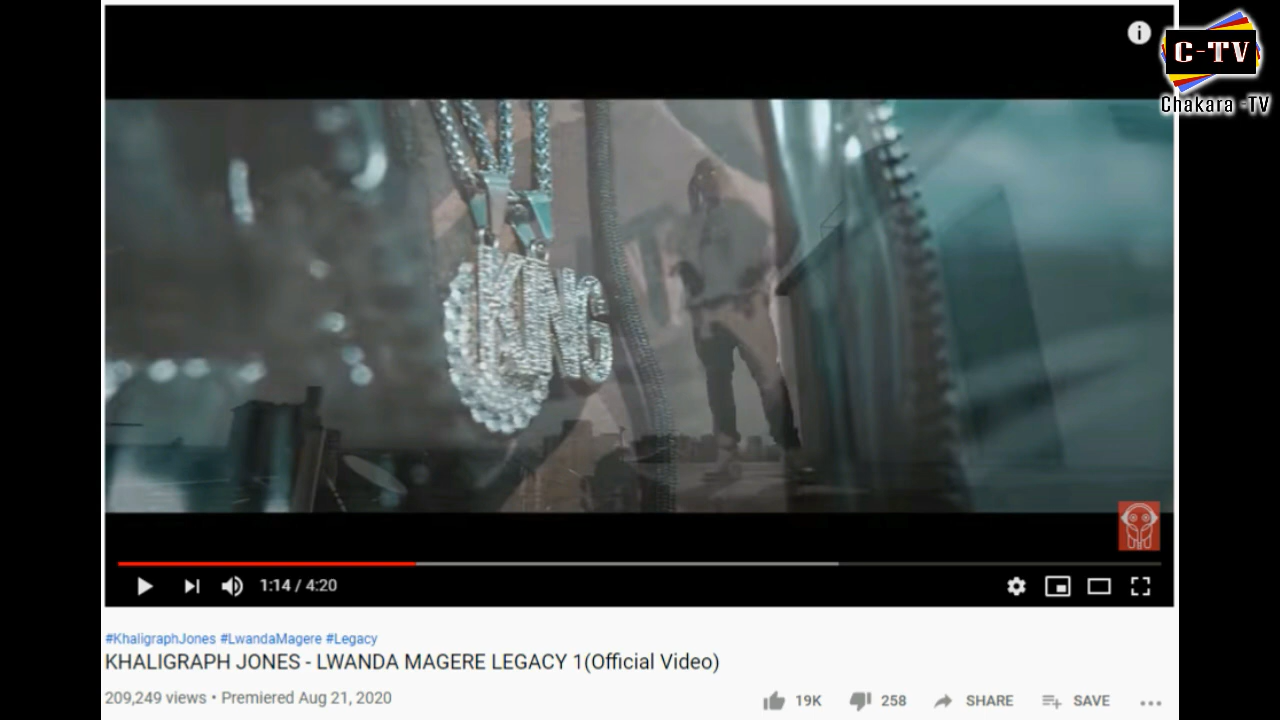 C-TV
Chakara -TV
KING
1:14 / 4:20
#KhaligraphJones #LwandaMagere #Legacy
KHALIGRAPH JONES - LWANDA MAGERE LEGACY 1(Official Video)
209,249 views • Premiered Aug 21, 2020
19K 258 SHARE SAVE